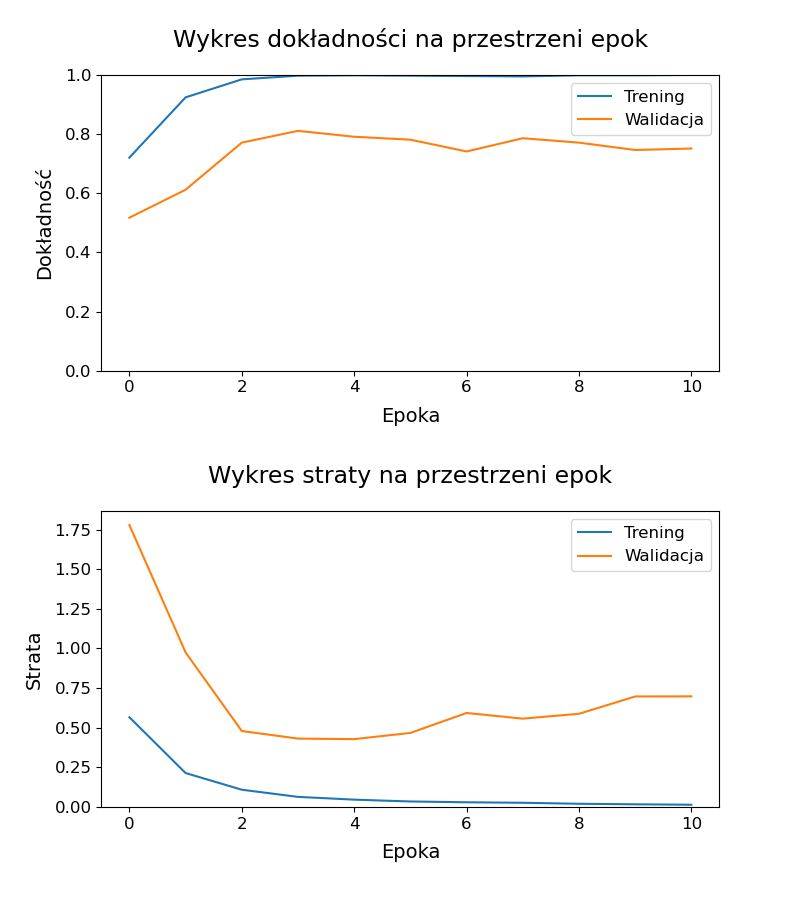 Wykres dokładności na przestrzeni epok
1.0
0.8
0.6
0.4
0.2
0.0
Dokładność
Trening
Walidacja
0 2 4 6 8 10
Epoka
Wykres straty na przestrzeni epok
1.75
1.50
1.25
1.00
0.75
0.50
0.25
0.00
Strata
Trening
Walidacja
0 2 4 6 8 10
Epoka